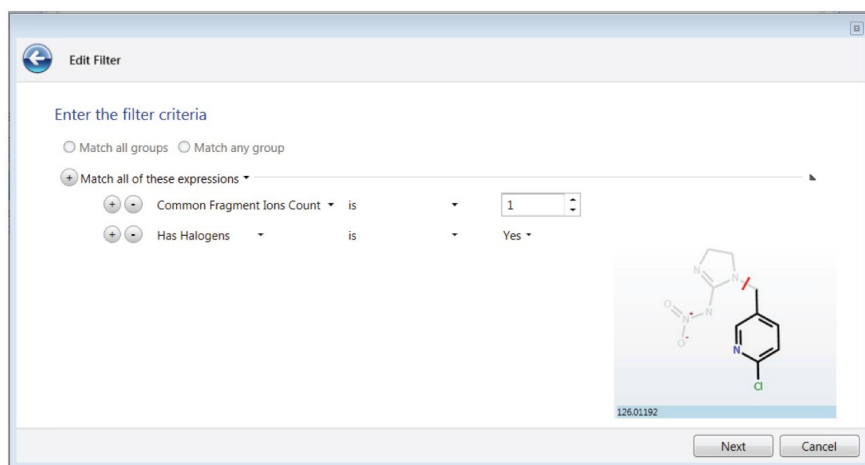 Edit Filter
Enter the filter criteria
Match all groups Match any group
+ Match all of these expressions
+ - Common Fragment Ions Count is 1
+ - Has Halogens is Yes
N
N
O
N
N
O
N
Cl
126.01192
Next Cancel